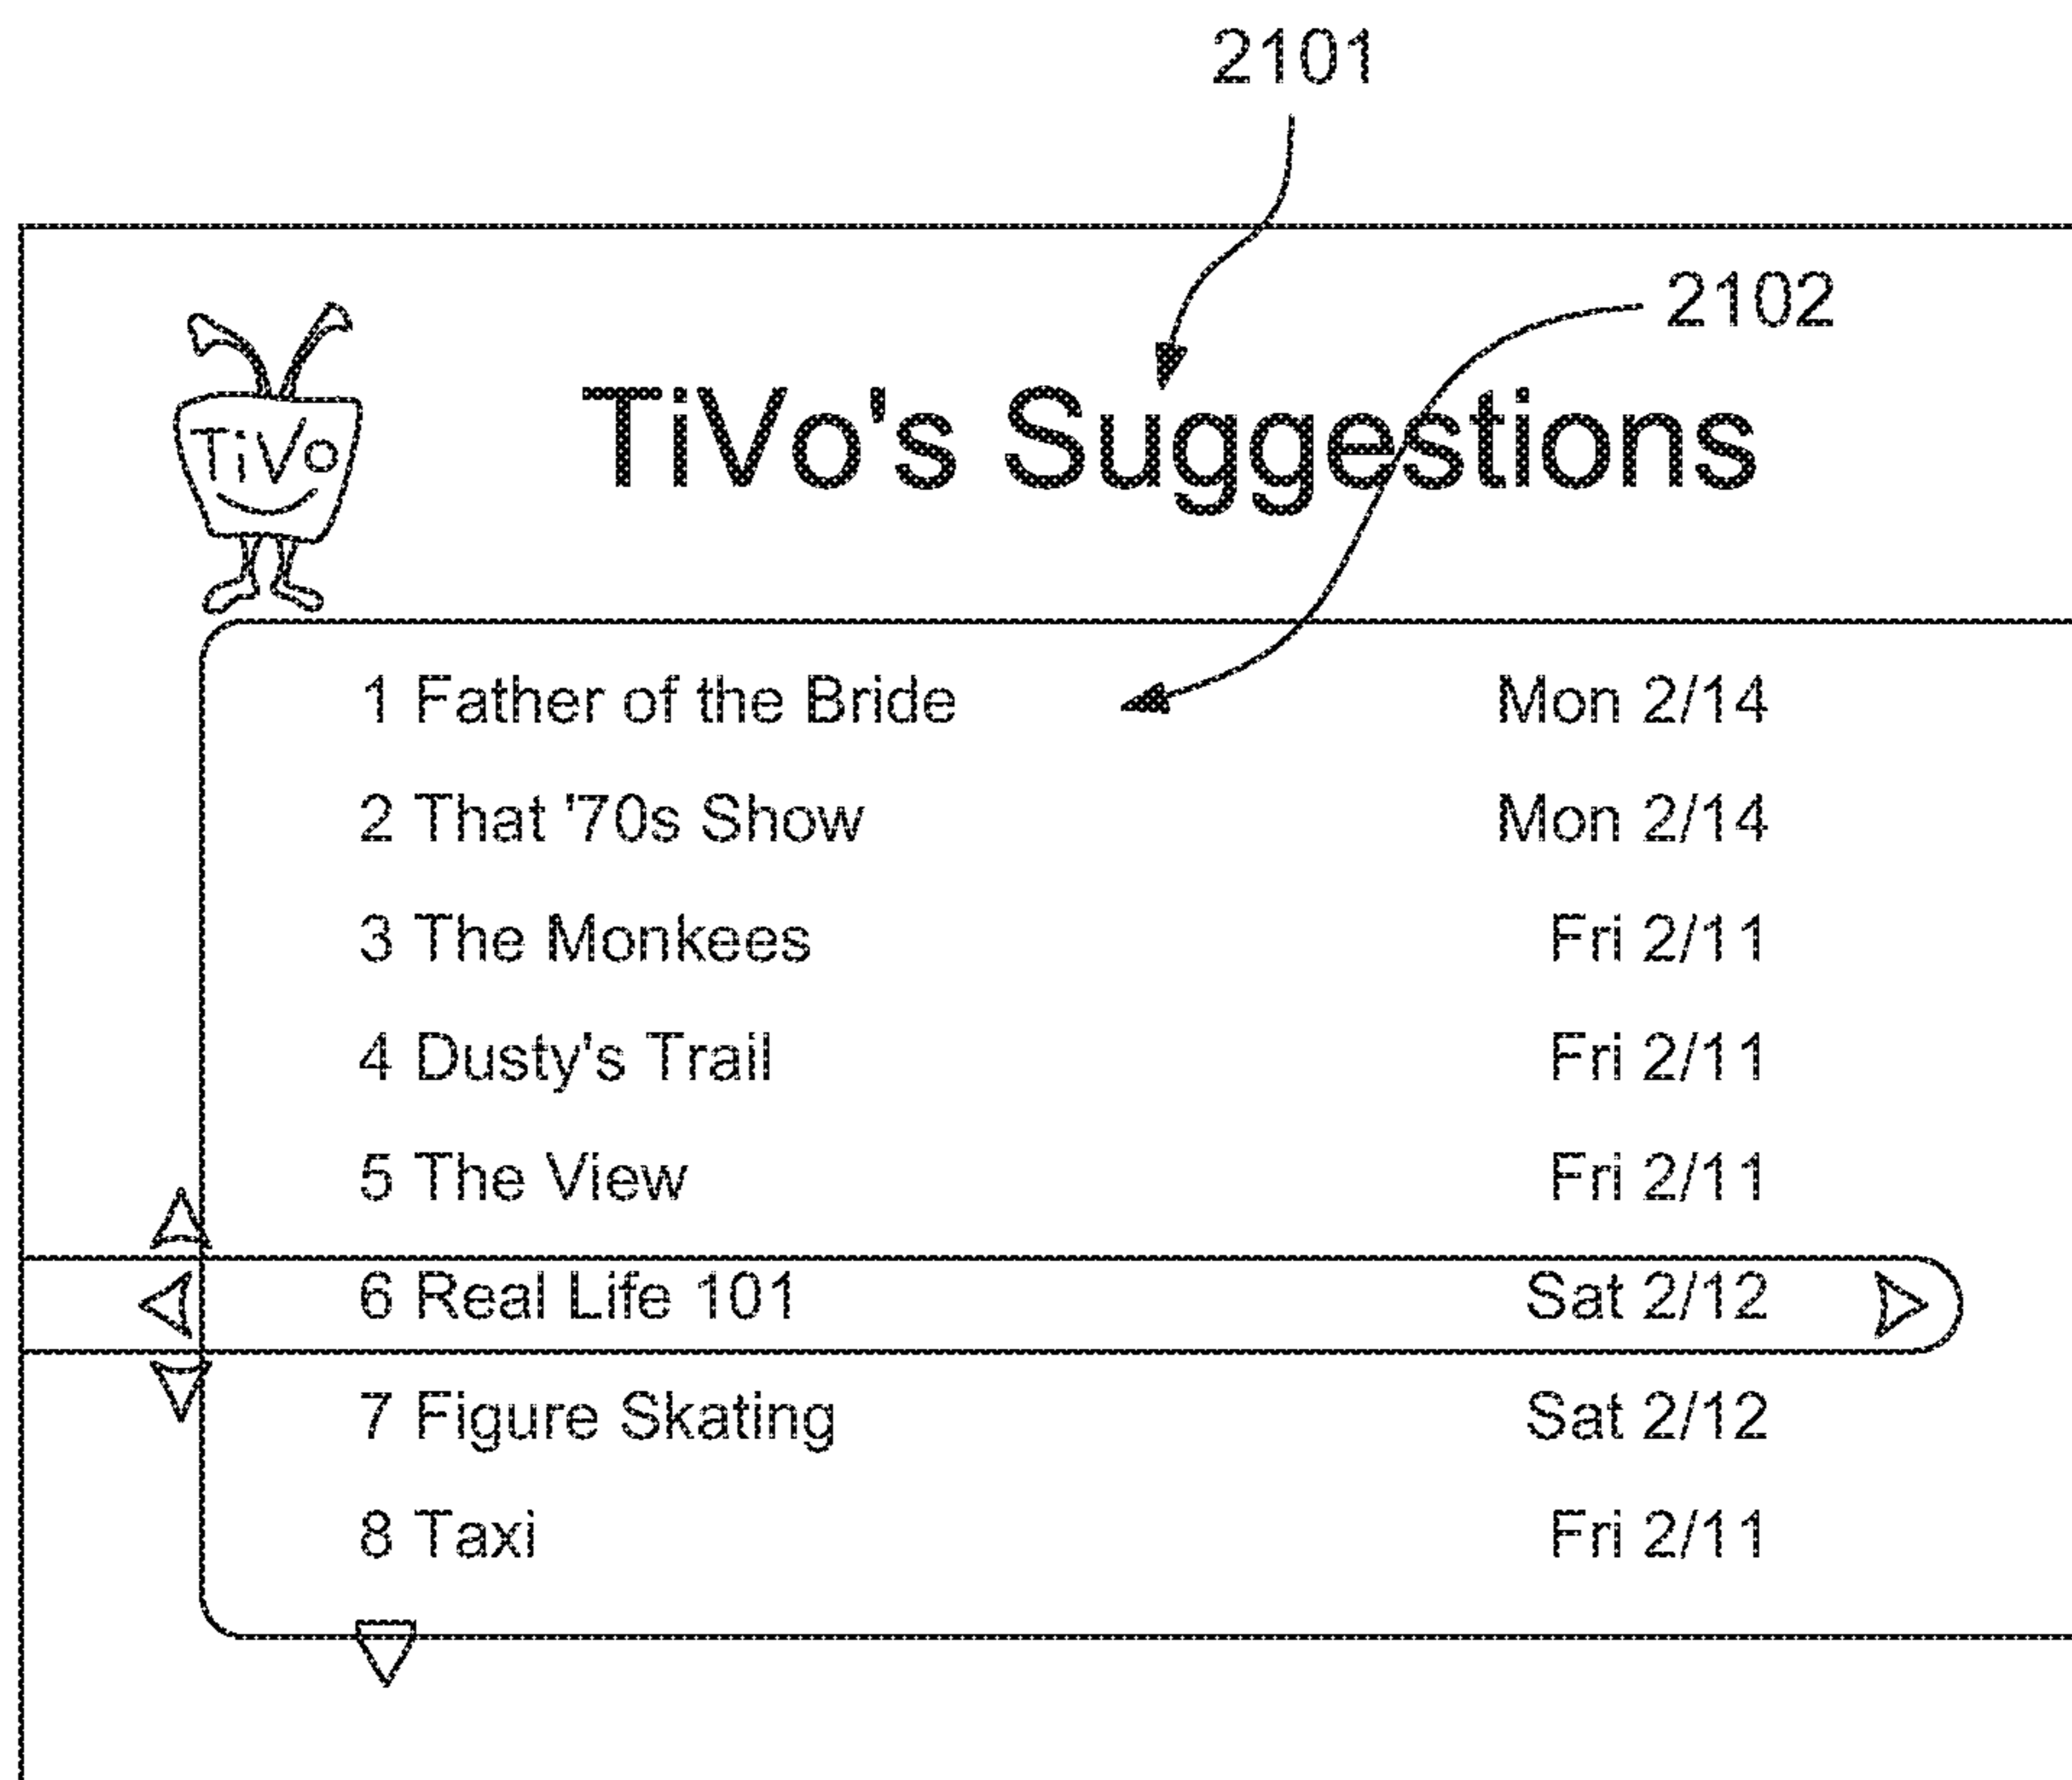 2101
2102
TiVo
TiVo's Suggestions
1 Father of the Bride Mon 2/14
2 That '70s Show Mon 2/14
3 The Monkees Fri 2/11
4 Dusty's Trail Fri 2/11
5 The View Fri 2/11
6 Real Life 101 Sat 2/12
7 Figure Skating Sat 2/12
8 Taxi Fri 2/11